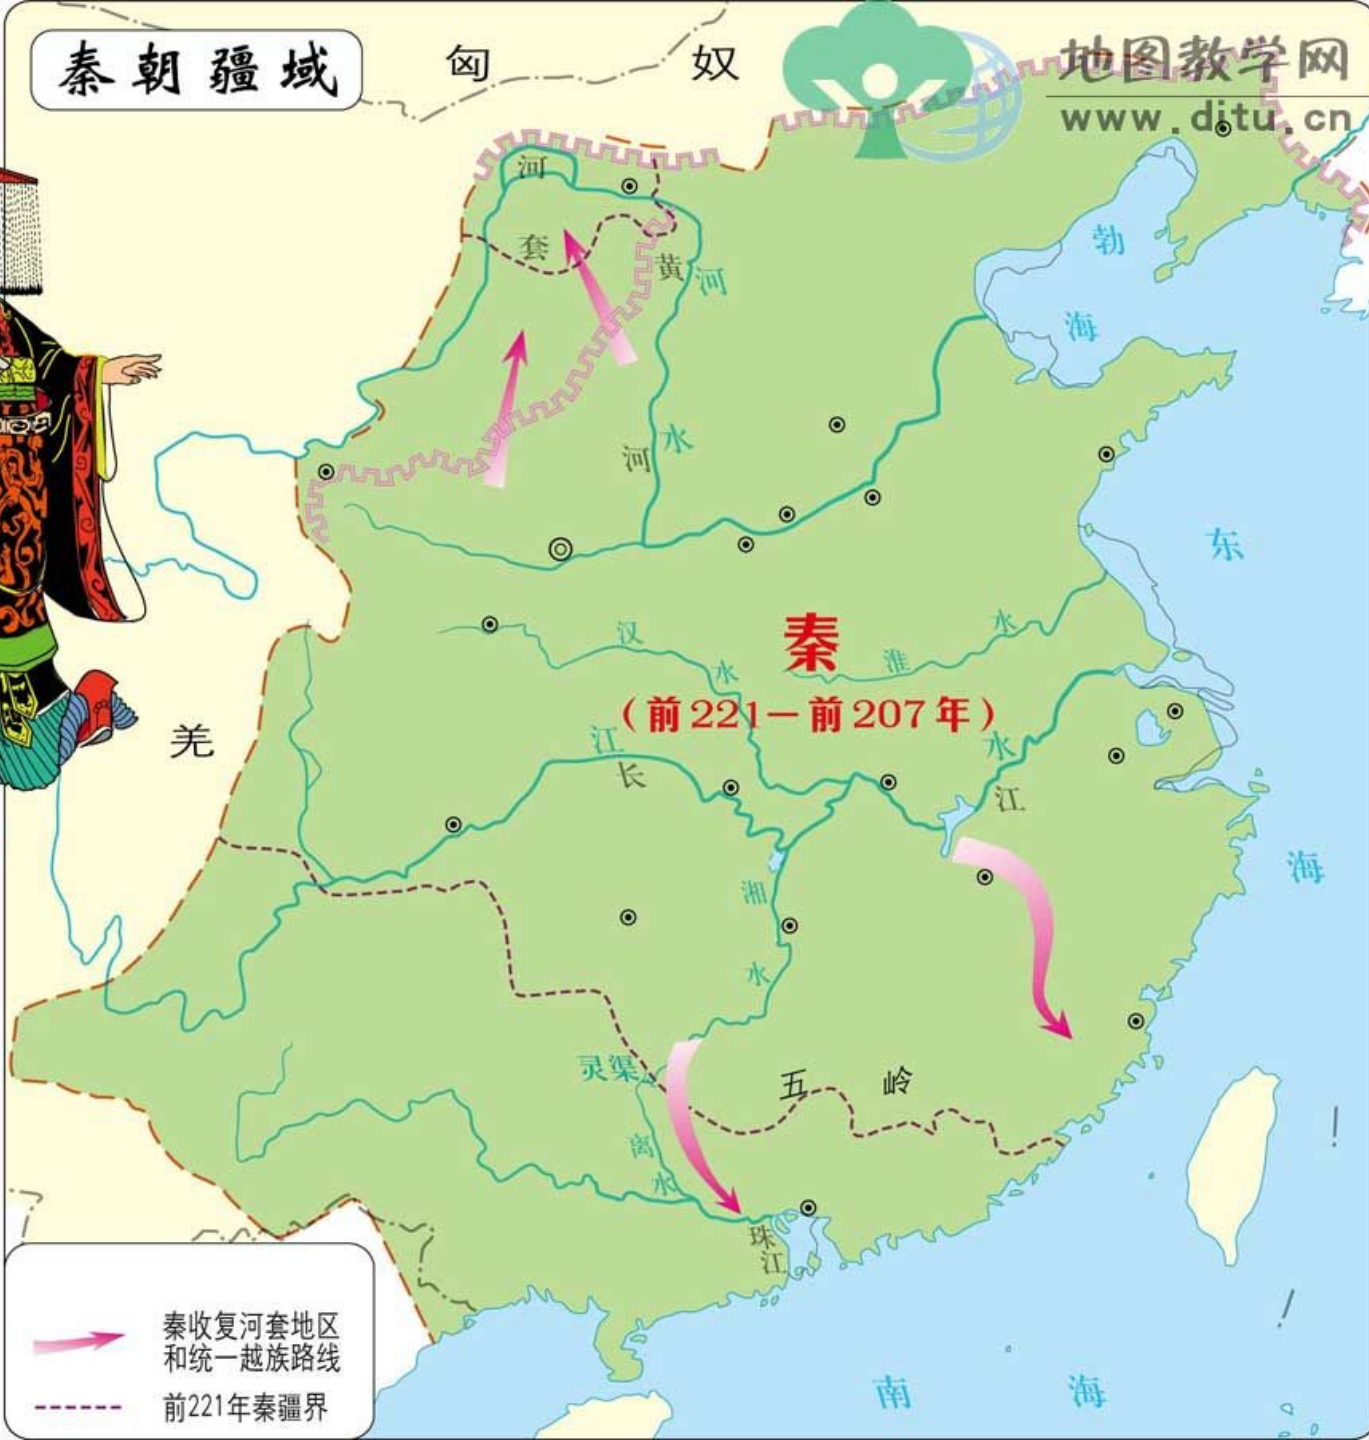 秦朝疆域
匈奴
地图教学网
www.ditu.cn
河套
黄河
河水
勃海
东海
秦
（前221－前207年）
汉水
淮水
羌
江水
长江
湘水
灵渠
五岭
离水
珠江
南海
秦收复河套地区
和统一越族路线
前221年秦疆界